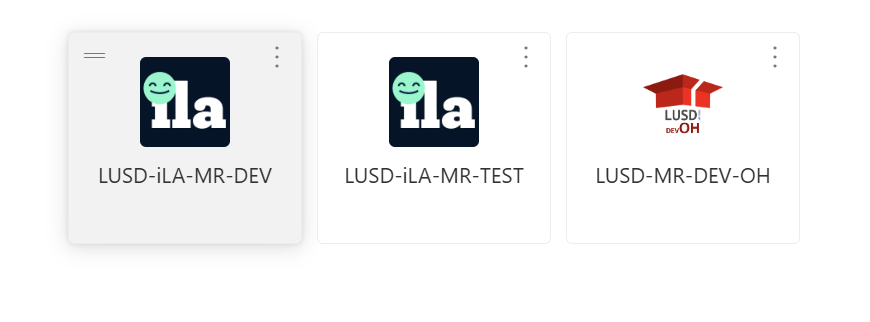 ila
LUSD-iLA-MR-DEV
ila
LUSD-iLA-MR-TEST
LUSD!
DEVOH
LUSD-MR-DEV-OH